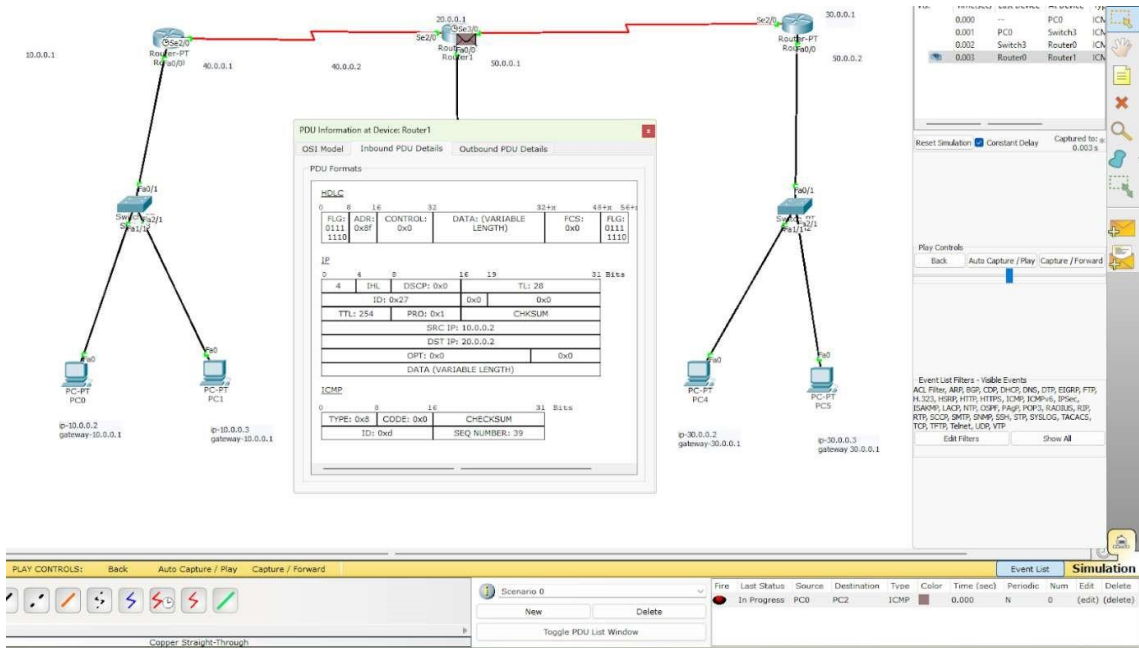 Vis. Time(sec) Last Device At Device Typ
0.000 -- PC0 ICM
0.001 PC0 Switch3 ICM
0.002 Switch3 Router0 ICM
0.003 Router0 Router1 ICM
Reset Simulation Constant Delay Captured to: *
0.003 s
10.0.0.1
Se2/0
Router-PT
Fa0/0
40.0.0.1
20.0.0.1
Se2/0
Se3/0
Fa0/0
Router1
40.0.0.2
50.0.0.1
30.0.0.1
Se2/0
Router-PT
Fa0/0
50.0.0.2
PDU Information at Device: Router1
OSI Model Inbound PDU Details Outbound PDU Details
PDU Formats
HDLC
0 8 16 32 32+x 48+x 56+x
FLG: ADR: CONTROL: DATA: (VARIABLE FCS: FLG:
0111 0x8f 0x0 LENGTH) 0x0 0111
1110 1110
IP
0 4 8 16 19 31 Bits
4 IHL DSCP: 0x0 TL: 28
ID: 0x27 0x0 0x0
TTL: 254 PRO: 0x1 CHKSUM
SRC IP: 10.0.0.2
DST IP: 20.0.0.2
OPT: 0x0 0x0
DATA (VARIABLE LENGTH)
ICMP
0 8 16 31 Bits
TYPE: 0x8 CODE: 0x0 CHECKSUM
ID: 0xd SEQ NUMBER: 39
Fa0/1
Fa2/1
Fa1/1
Fa0
PC-PT
PC0
ip-10.0.0.2
gateway-10.0.0.1
Fa0
PC-PT
PC1
ip-10.0.0.3
gateway-10.0.0.1
Fa0/1
Fa2/1
Fa1/1
Fa0
PC-PT
PC4
ip-30.0.0.2
gateway-30.0.0.1
Fa0
PC-PT
PC5
ip-30.0.0.3
gateway 30.0.0.1
Play Controls
Back Auto Capture / Play Capture / Forward
Event List Filters - Visible Events
ACL Filter, ARP, BGP, CDP, DHCP, DNS, DTP, EIGRP, FTP,
H.323, HSRP, HTTP, HTTPS, ICMP, ICMPv6, IPSec,
ISAKMP, LACP, NTP, OSPF, PAgP, POP3, RADIUS, RIP,
RTP, SCCP, SMTP, SNMP, SSH, STP, SYSLOG, TACACS,
TCP, TFTP, Telnet, UDP, VTP
Edit Filters Show All
PLAY CONTROLS: Back Auto Capture / Play Capture / Forward
Event List Simulation
Copper Straight-Through
Scenario 0
New Delete
Toggle PDU List Window
Fire Last Status Source Destination Type Color Time (sec) Periodic Num Edit Delete
In Progress PC0 PC2 ICMP 0.000 N 0 (edit) (delete)